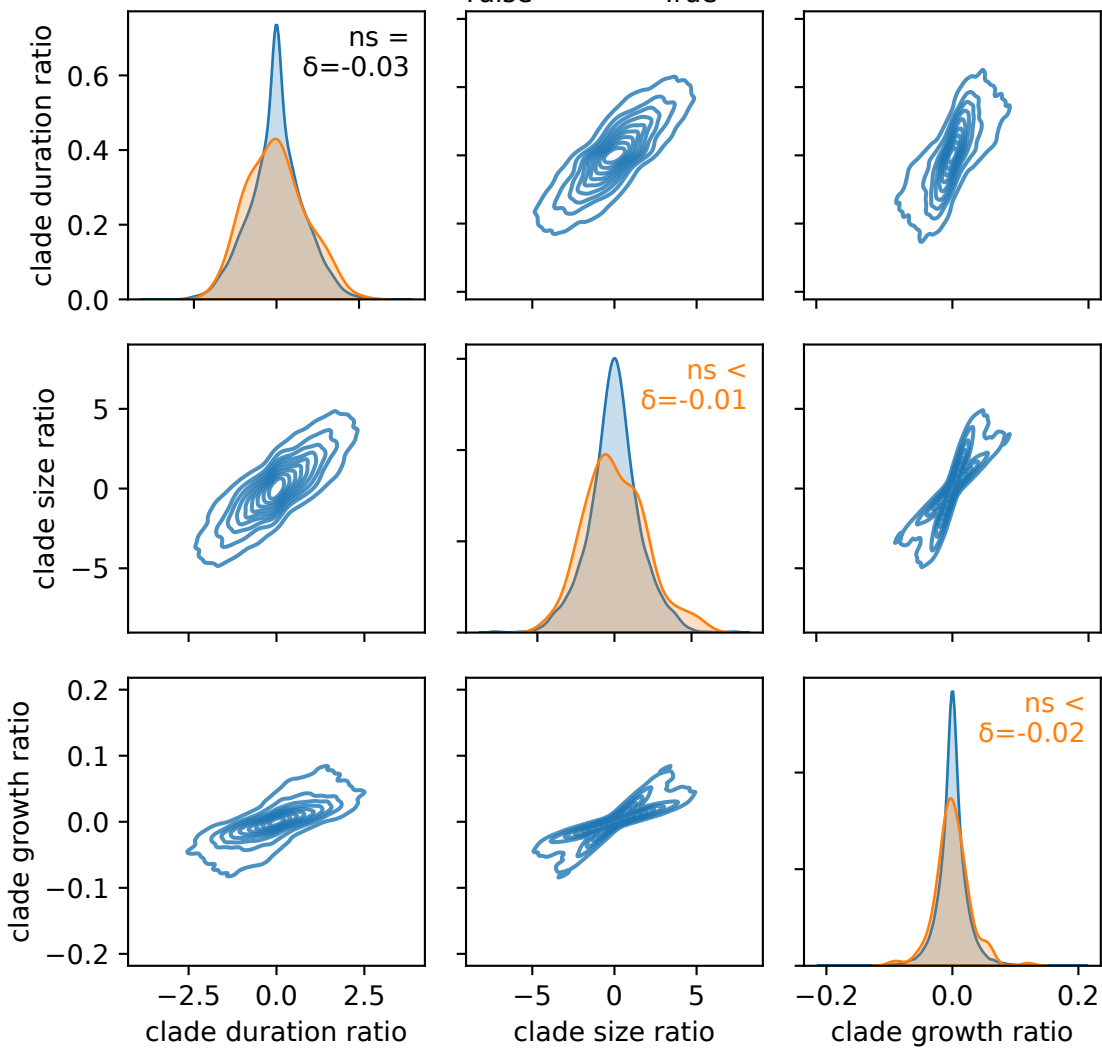 ns =
δ=-0.03
clade duration ratio
0.6
0.4
0.2
0.0
ns <
δ=-0.01
clade size ratio
5
0
−5
ns <
δ=-0.02
clade growth ratio
0.2
0.1
0.0
−0.1
−0.2
−2.5 0.0 2.5 −5 0 5 −0.2 0.0 0.2
clade duration ratio clade size ratio clade growth ratio